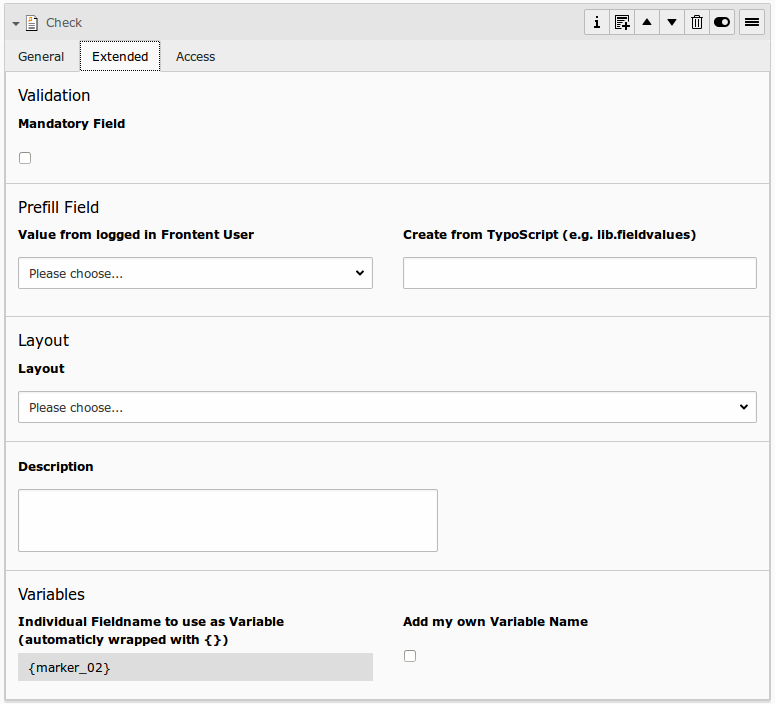 Check
General Extended Access
Validation
Mandatory Field
Prefill Field
Value from logged in Frontent User Create from TypoScript (e.g. lib.fieldvalues)
Please choose...
Layout
Layout
Please choose...
Description
Variables
Individual Fieldname to use as Variable Add my own Variable Name
(automaticly wrapped with {})
{marker_02}